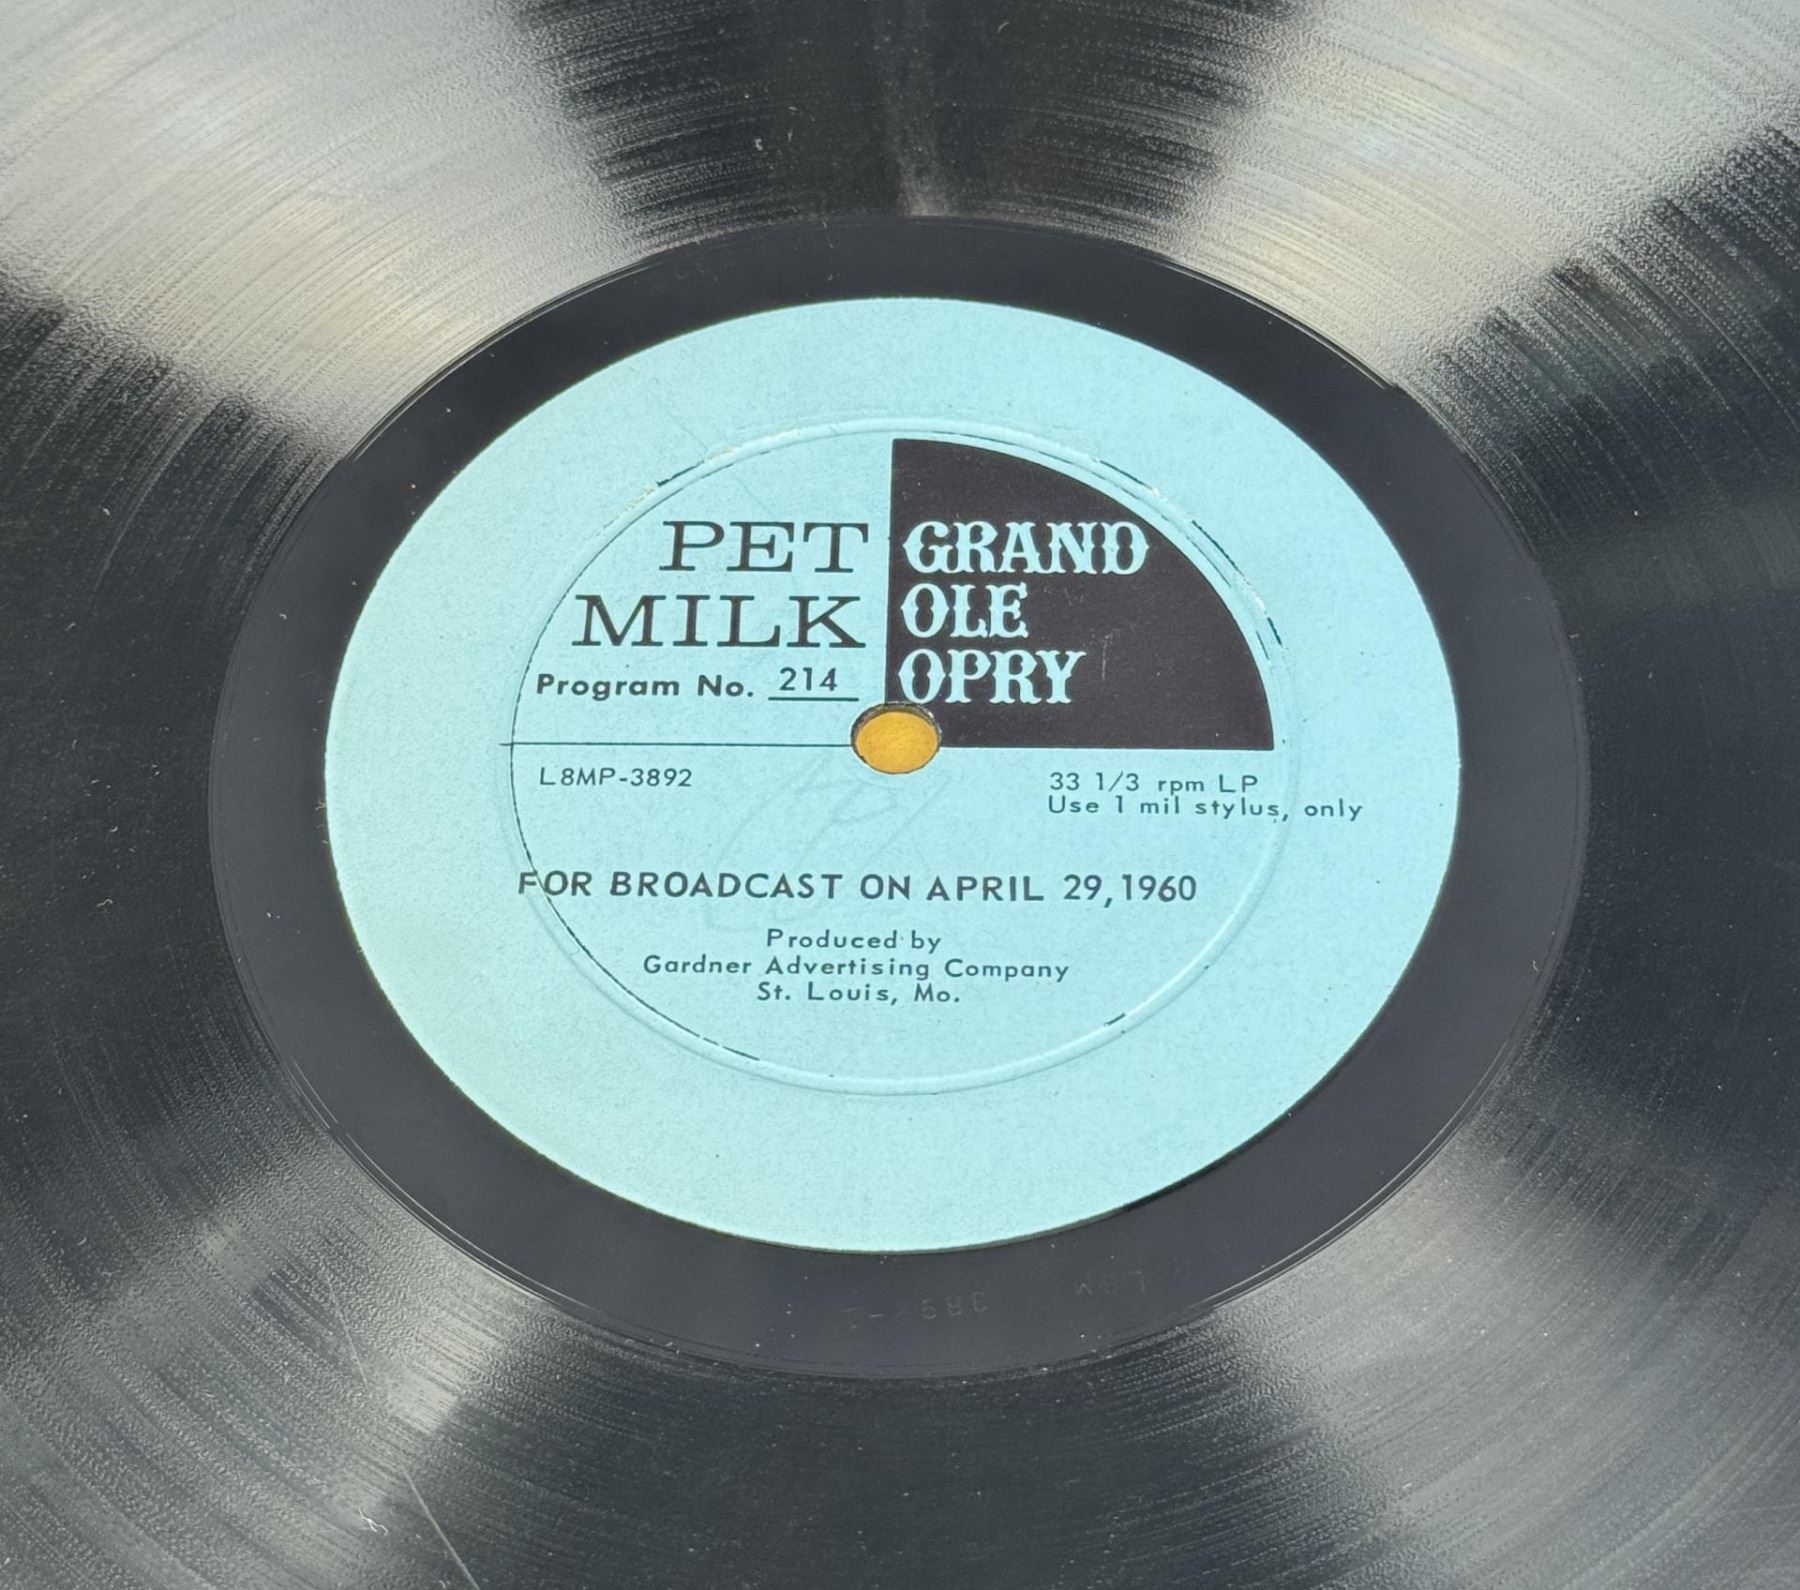 PET
MILK
Program No. 214
GRAND
OLE
OPRY
L8MP-3892
33 1/3 rpm LP
Use 1 mil stylus, only
FOR BROADCAST ON APRIL 29, 1960
Produced by
Gardner Advertising Company
St. Louis, Mo.